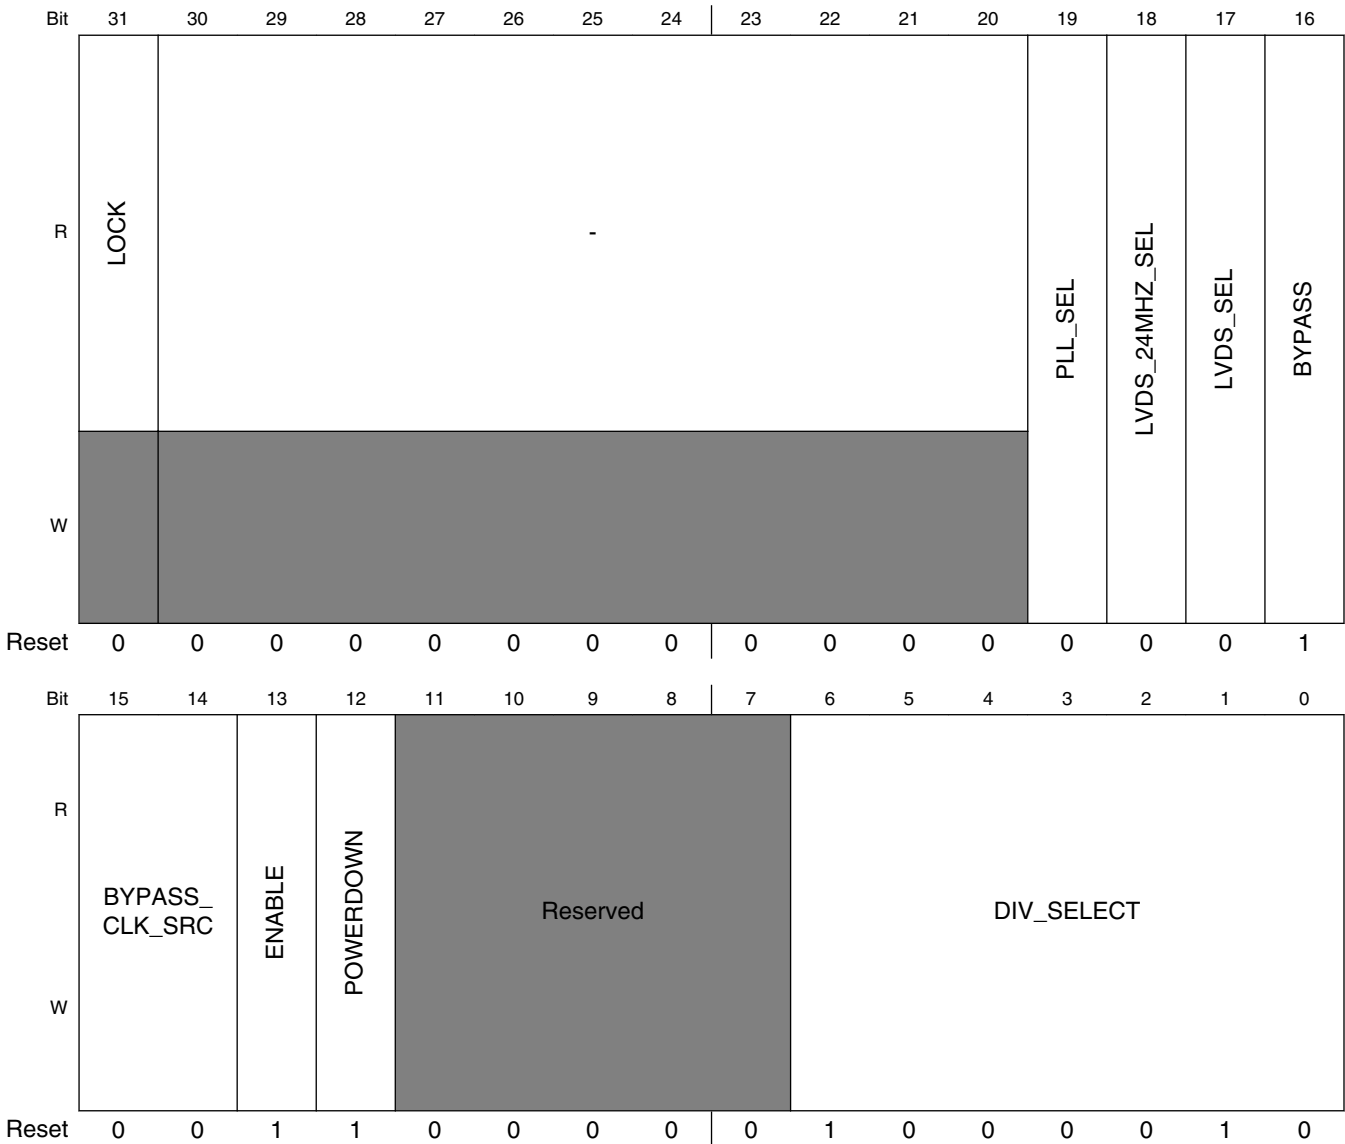 Bit 31 30 29 28 27 26 25 24 23 22 21 20 19 18 17 16
R LOCK - PLL_SEL LVDS_24MHZ_SEL LVDS_SEL BYPASS
W
Reset 0 0 0 0 0 0 0 0 0 0 0 0 0 0 0 1
Bit 15 14 13 12 11 10 9 8 7 6 5 4 3 2 1 0
R
BYPASS_
CLK_SRC ENABLE POWERDOWN Reserved DIV_SELECT
W
Reset 0 0 1 1 0 0 0 0 0 1 0 0 0 0 1 0